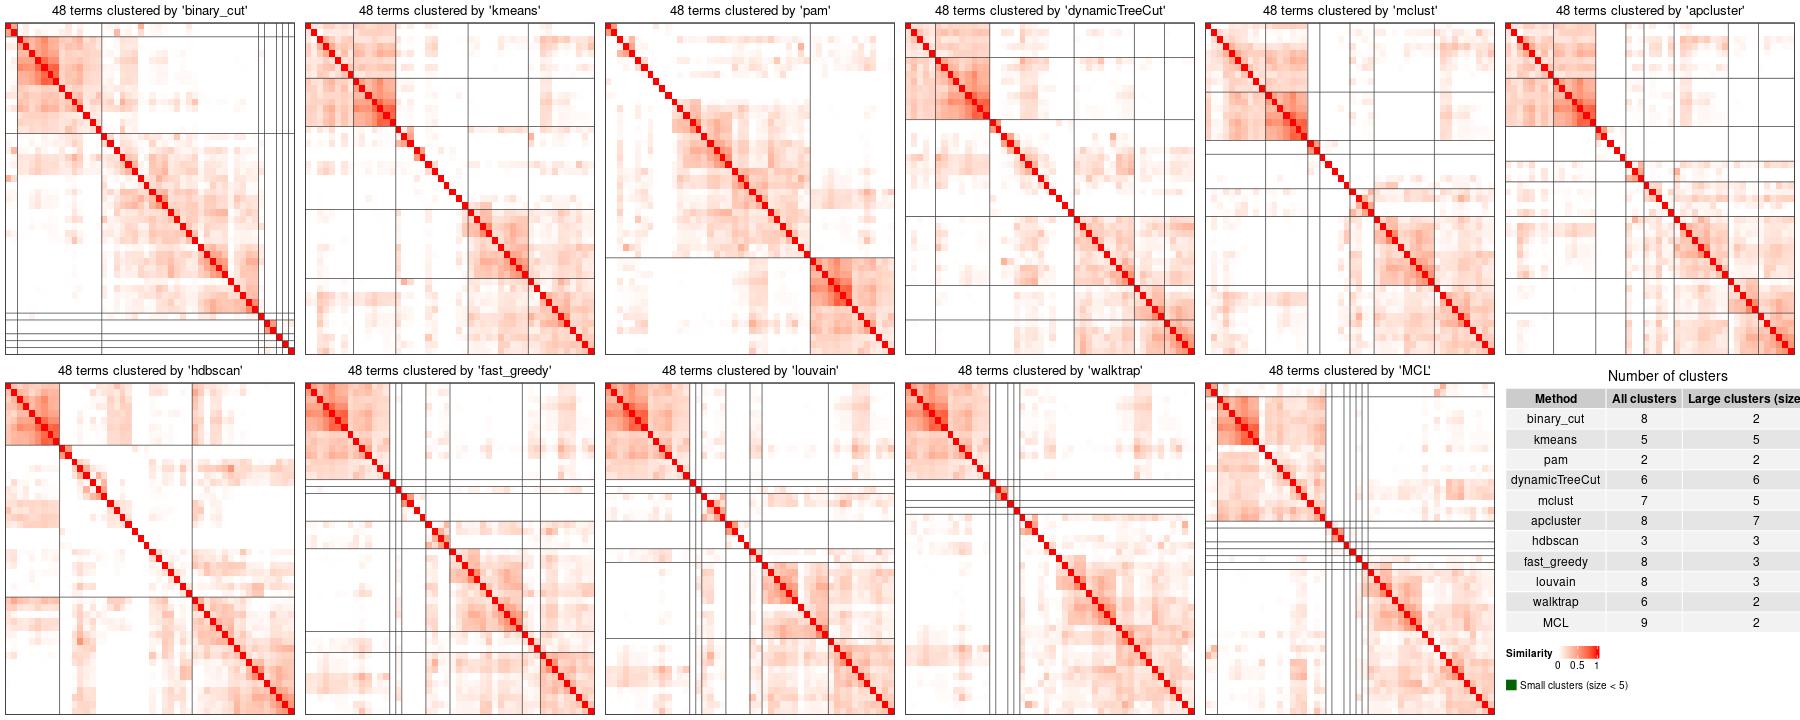 48 terms clustered by 'binary_cut'
48 terms clustered by 'kmeans'
48 terms clustered by 'pam'
48 terms clustered by 'dynamicTreeCut'
48 terms clustered by 'mclust'
48 terms clustered by 'apcluster'
48 terms clustered by 'hdbscan'
48 terms clustered by 'fast_greedy'
48 terms clustered by 'louvain'
48 terms clustered by 'walktrap'
48 terms clustered by 'MCL'
Number of clusters
Method All clusters Large clusters (size
binary_cut 8 2
kmeans 5 5
pam 2 2
dynamicTreeCut 6 6
mclust 7 5
apcluster 8 7
hdbscan 3 3
fast_greedy 8 3
louvain 8 3
walktrap 6 2
MCL 9 2
Similarity
0 0.5 1
Small clusters (size < 5)